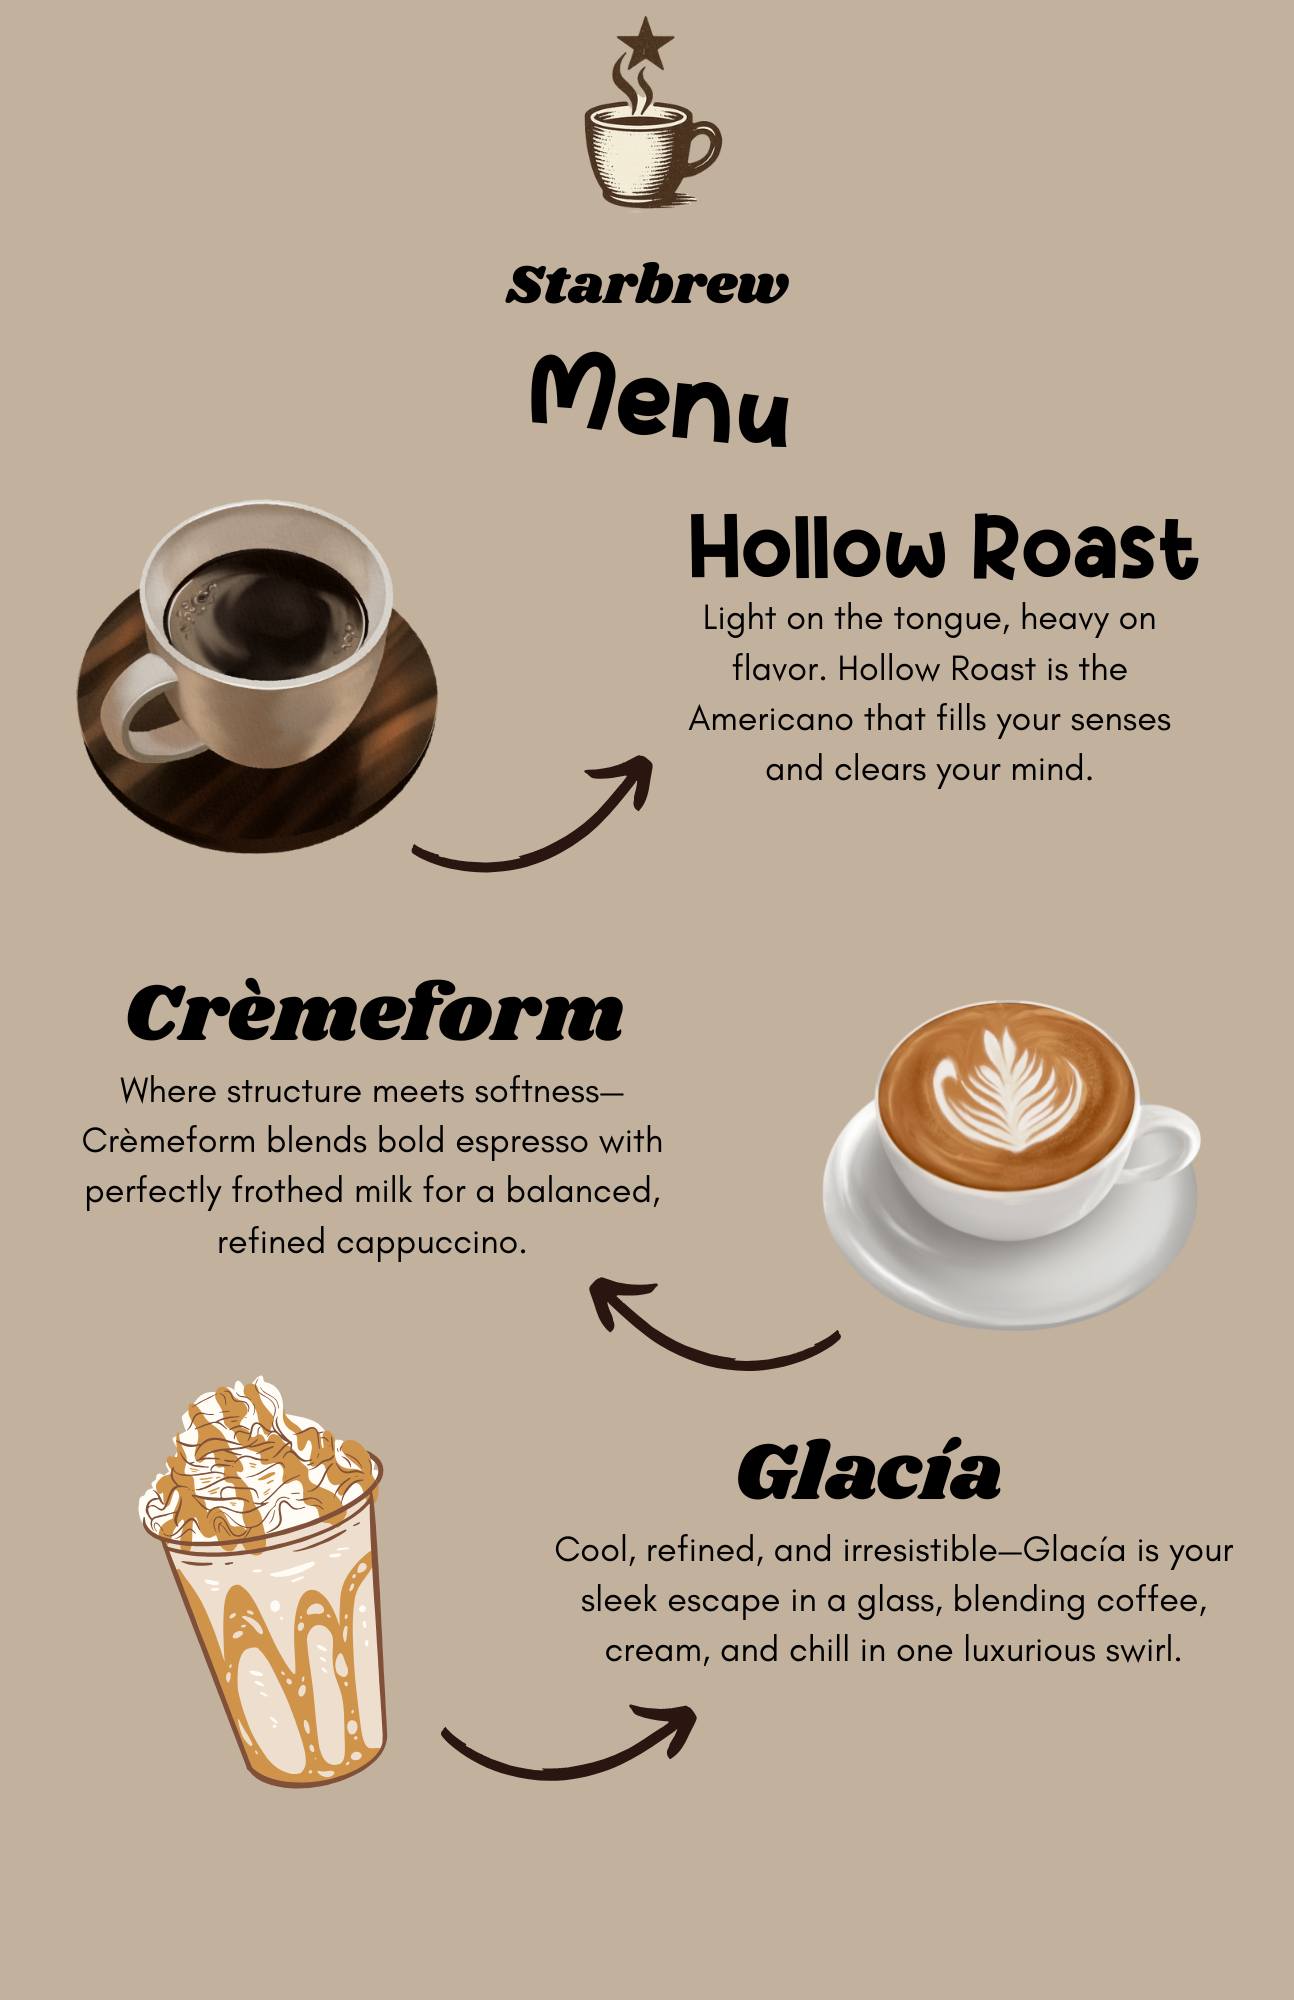 Starbrew
Menu
Hollow Roast
Light on the tongue, heavy on
flavor. Hollow Roast is the
Americano that fills your senses
and clears your mind.
Crèmeform
Where structure meets softness—
Crèmeform blends bold espresso with
perfectly frothed milk for a balanced,
refined cappuccino.
Glacía
Cool, refined, and irresistible—Glacía is your
sleek escape in a glass, blending coffee,
cream, and chill in one luxurious swirl.